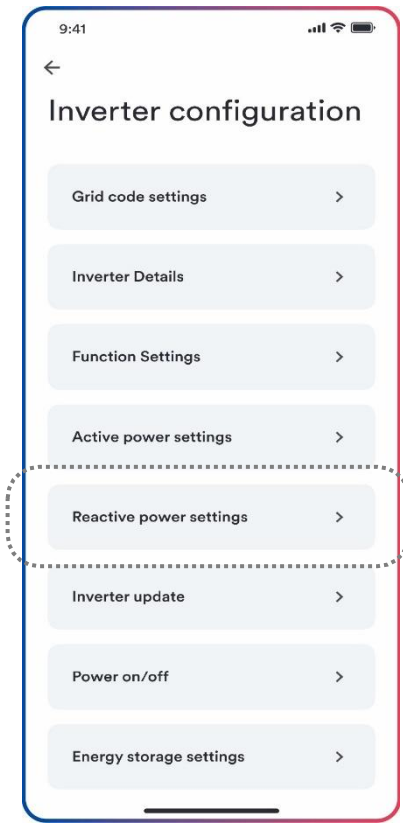 9:41
Inverter configuration
Grid code settings
Inverter Details
Function Settings
Active power settings
Reactive power settings
Inverter update
Power on/off
Energy storage settings